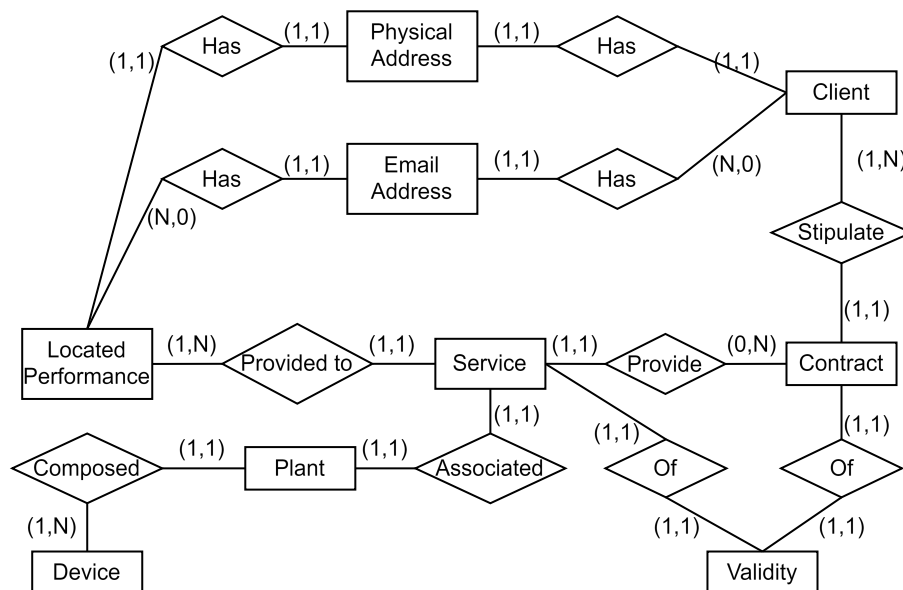 (1,1)
Has
(1,1)
Physical
Address
(1,1)
Has
(1,1)
Client
(N,0)
Has
(1,1)
Email
Address
(1,1)
Has
(N,0)
(1,N)
Stipulate
(1,1)
Located
Performance
(1,N)
Provided to
(1,1)
Service
(1,1)
Provide
(0,N)
Contract
(1,1)
(1,1)
(1,1)
Composed
(1,1)
Plant
(1,1)
Associated
Of
Of
(1,N)
(1,1)
(1,1)
Device
Validity